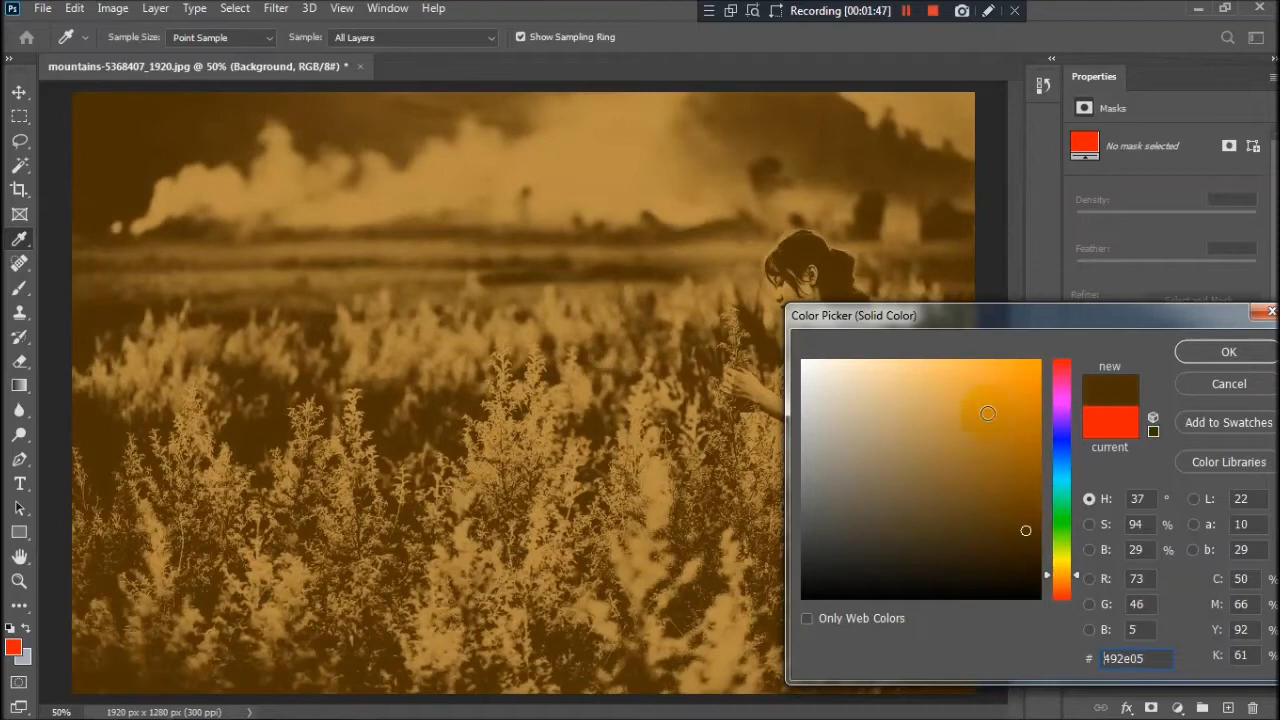 Ps File Edit Image Layer Type Select Filter 3D View Window Help
Recording [00:01:47]
Sample Size: Point Sample Sample: All Layers Show Sampling Ring
mountains-5368407_1920.jpg @ 50% (Background, RGB/8#) * ×
Properties
Masks
No mask selected
Density:
Feather:
Refine:
Color Picker (Solid Color)
new
current
OK
Cancel
Add to Swatches
Color Libraries
H: 37 ° L: 22
S: 94 % a: 10
B: 29 % b: 29
R: 73 C: 50 %
G: 46 M: 66 %
B: 5 Y: 92 %
# 492e05 K: 61 %
Only Web Colors
T
fx
50% 1920 px x 1280 px (300 ppi)